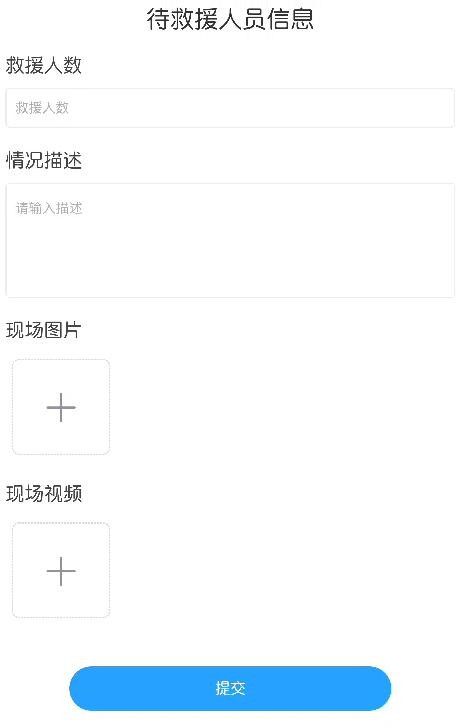 待救援人员信息
救援人数
救援人数
情况描述
请输入描述
现场图片
现场视频
提交